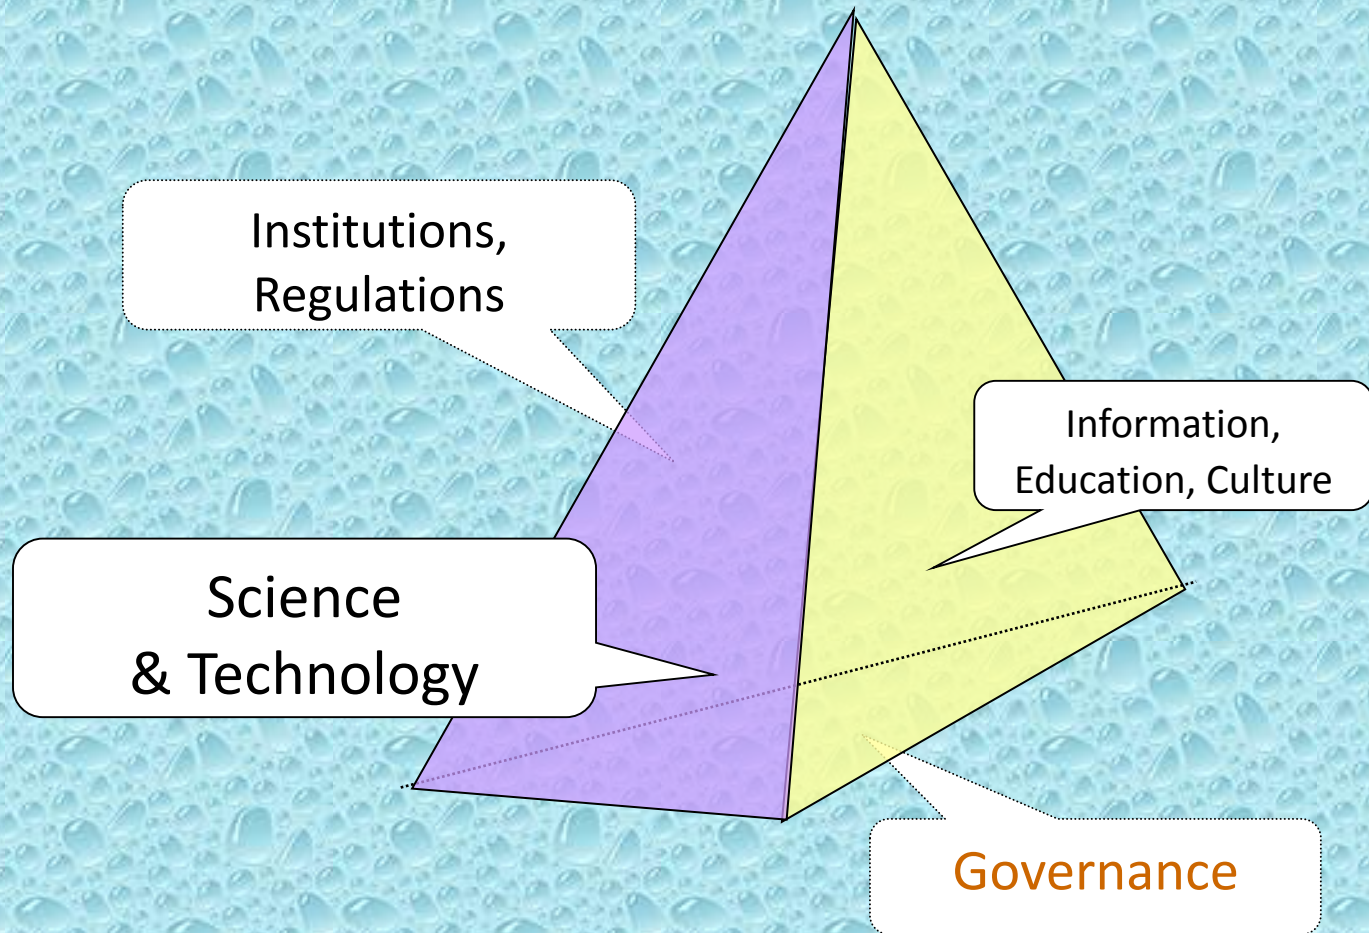 Institutions,
Regulations
Information,
Education, Culture
Science
& Technology
Governance